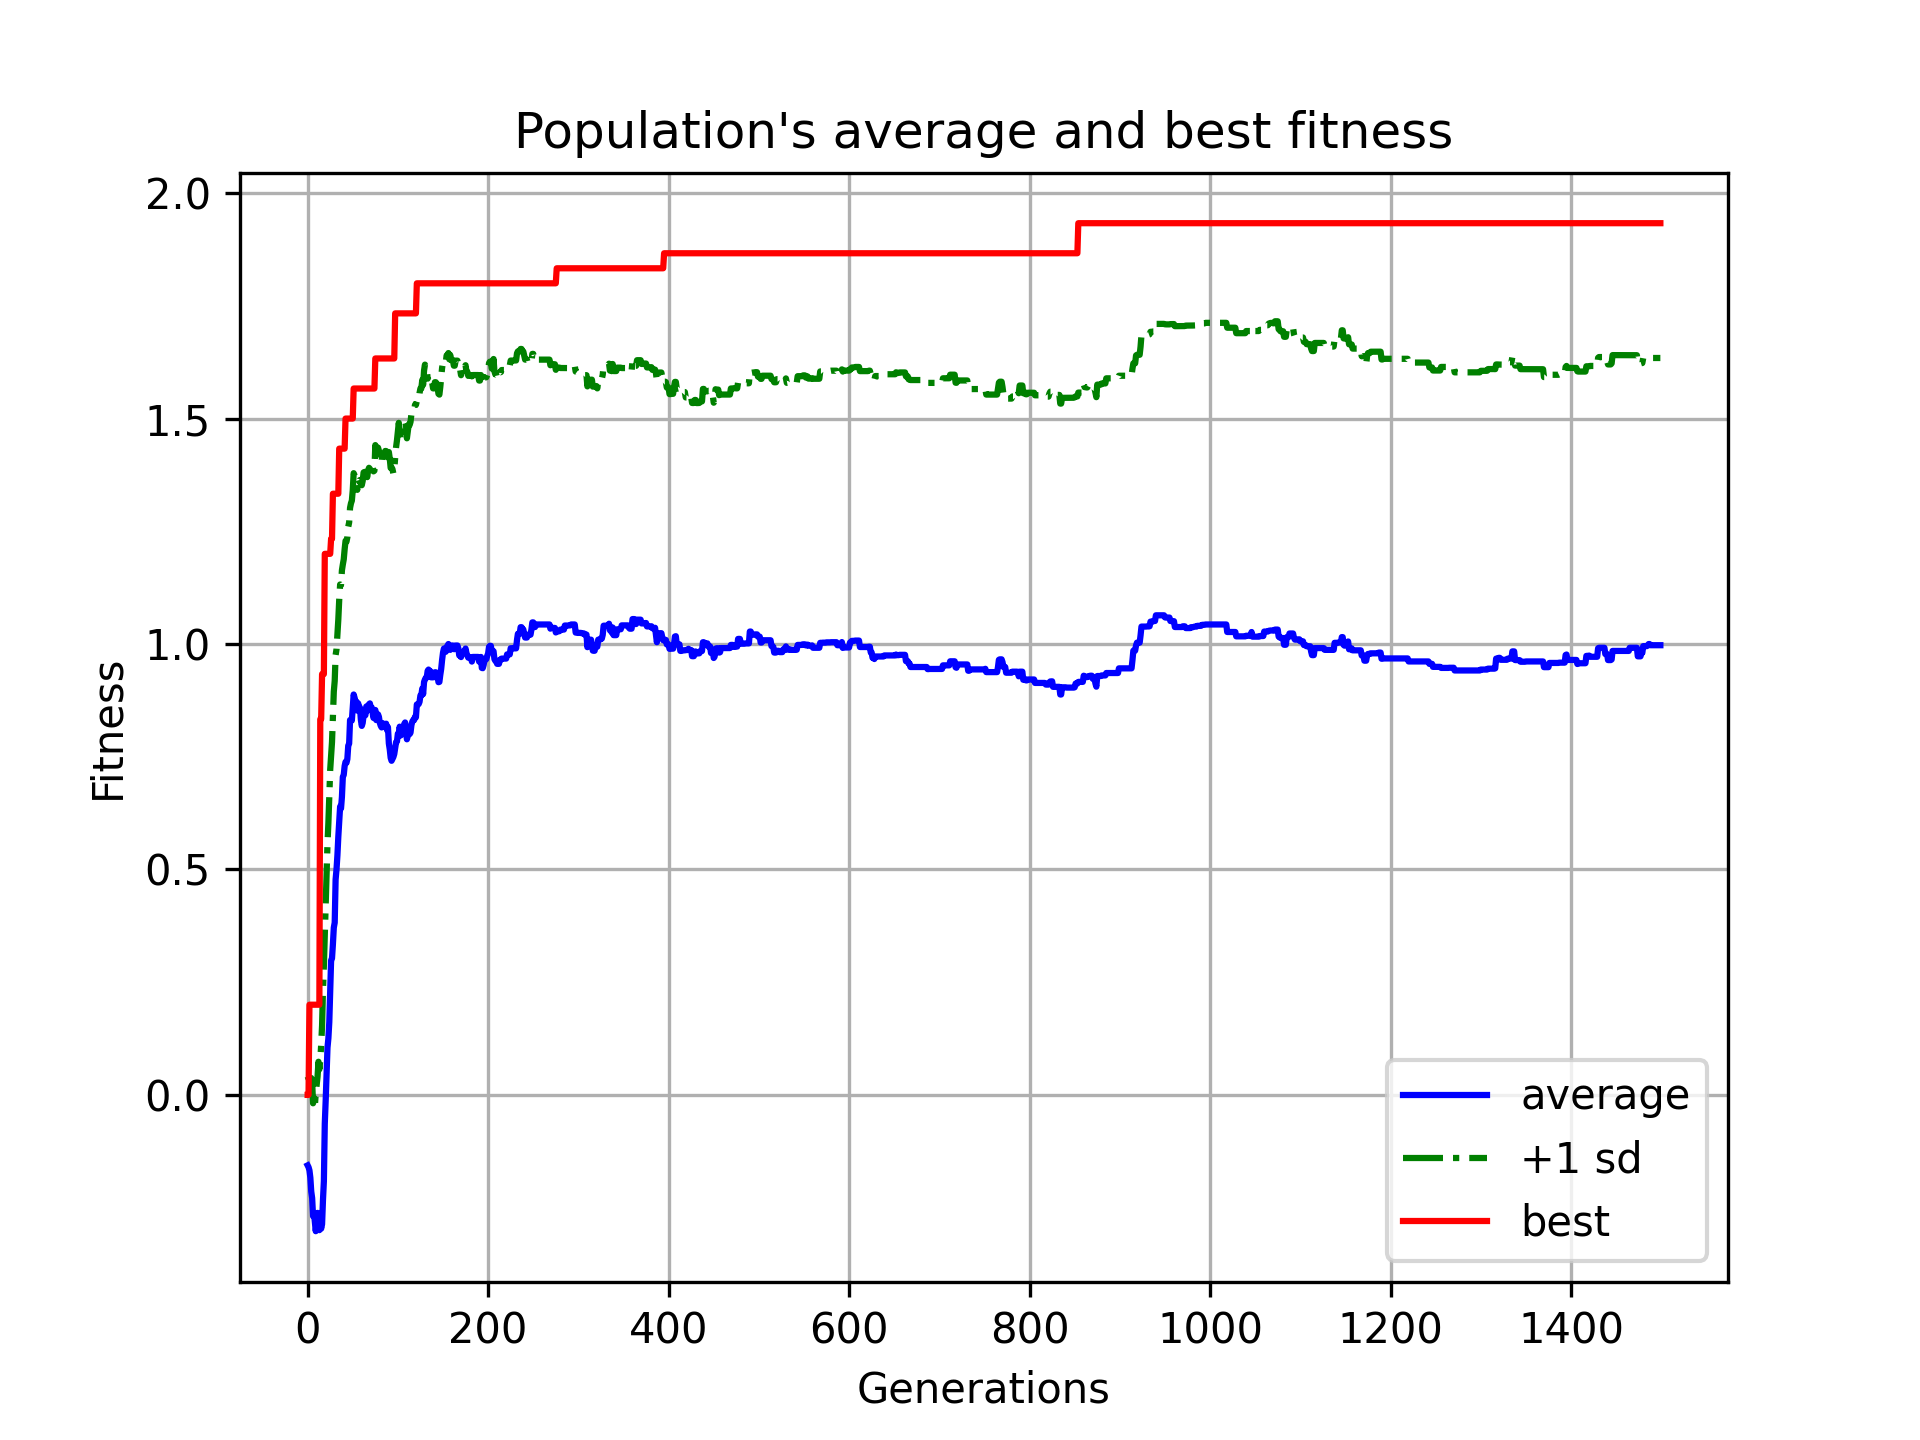 Population's average and best fitness
2.0
1.5
1.0
0.5
0.0
Fitness
0 200 400 600 800 1000 1200 1400
Generations
average
+1 sd
best